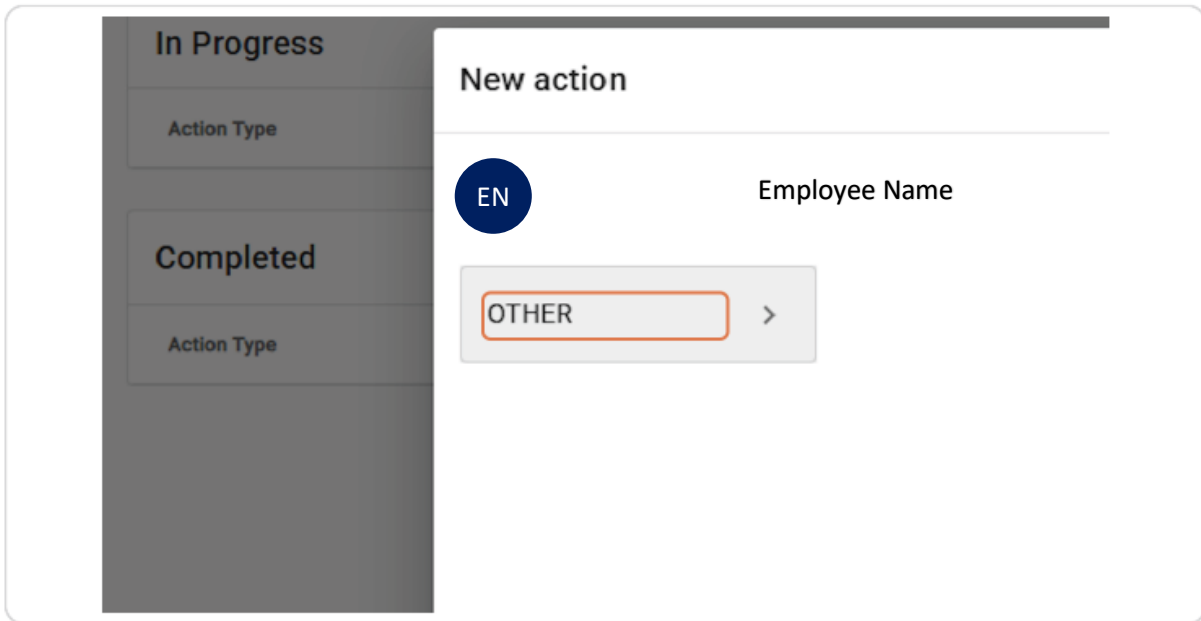 In Progress
Action Type
Completed
Action Type
New action
EN
Employee Name
OTHER